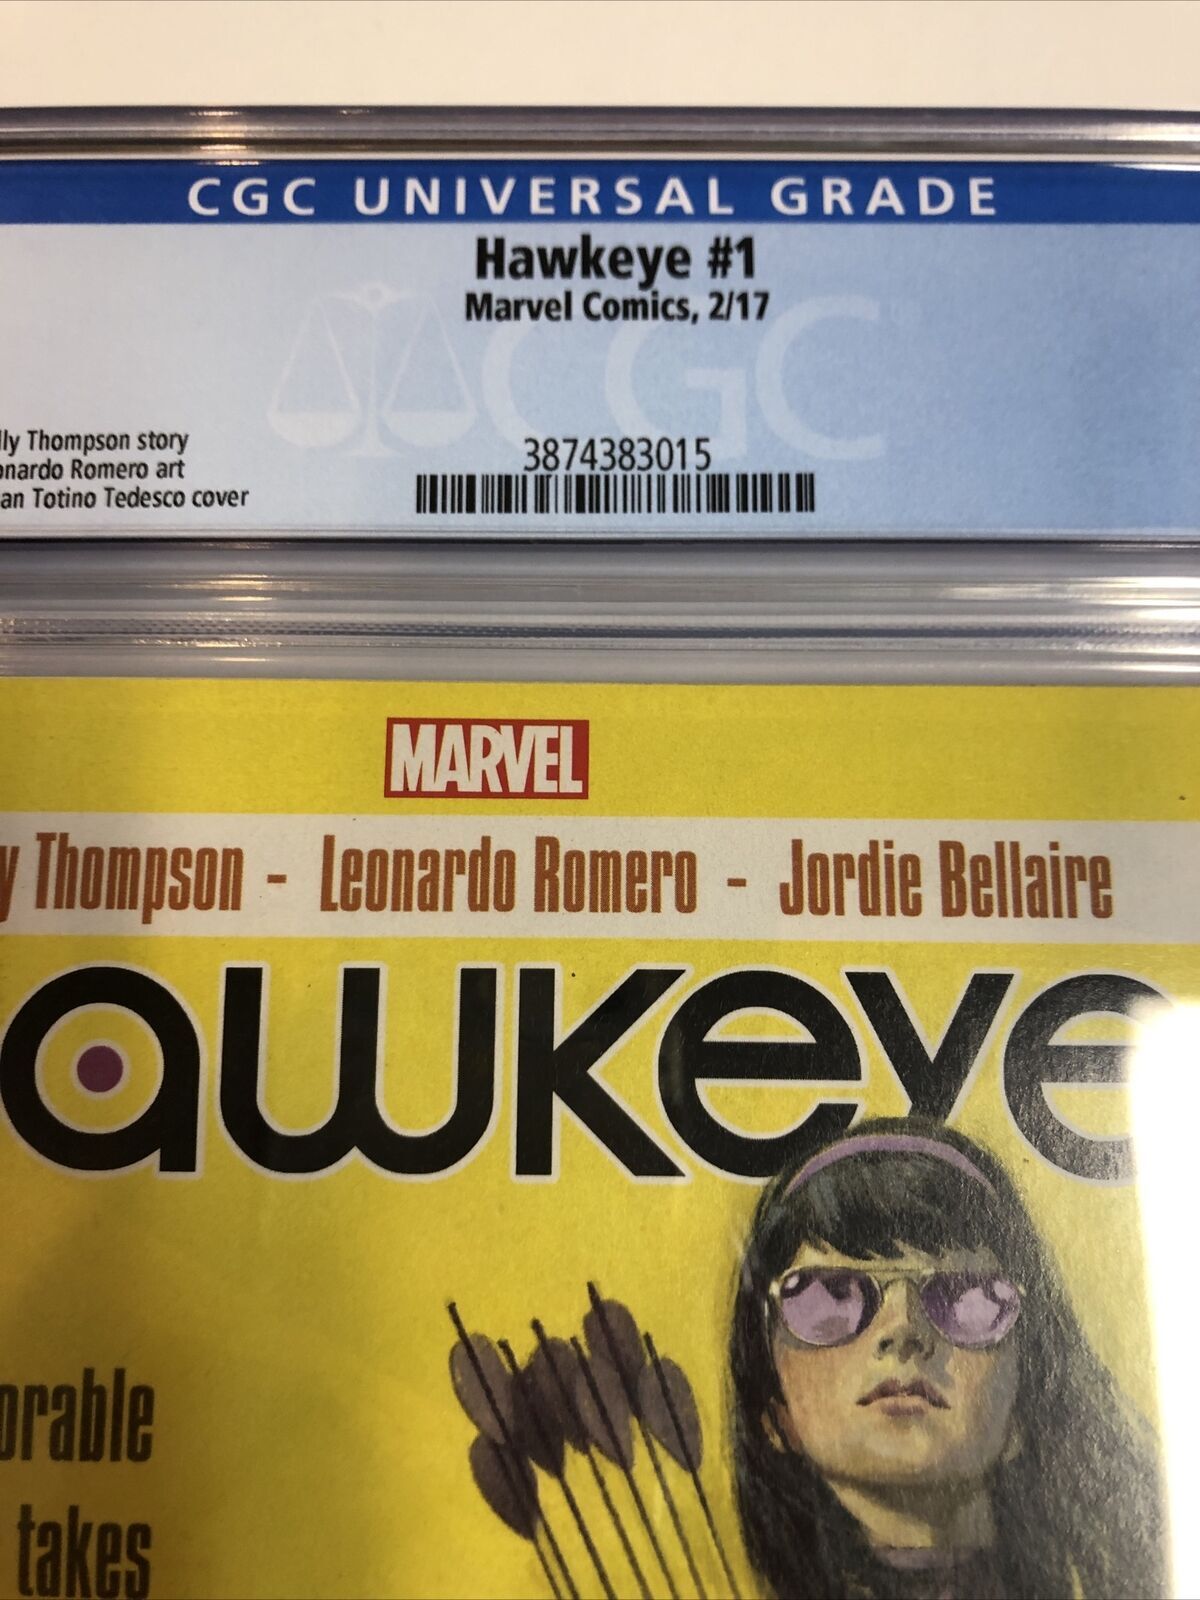 CGC UNIVERSAL GRADE
Hawkeye #1
Marvel Comics, 2/17
CGC
lly Thompson story
onardo Romero art
an Totino Tedesco cover
3874383015
MARVEL
y Thompson - Leonardo Romero - Jordie Bellaire
awkeye
orable
takes